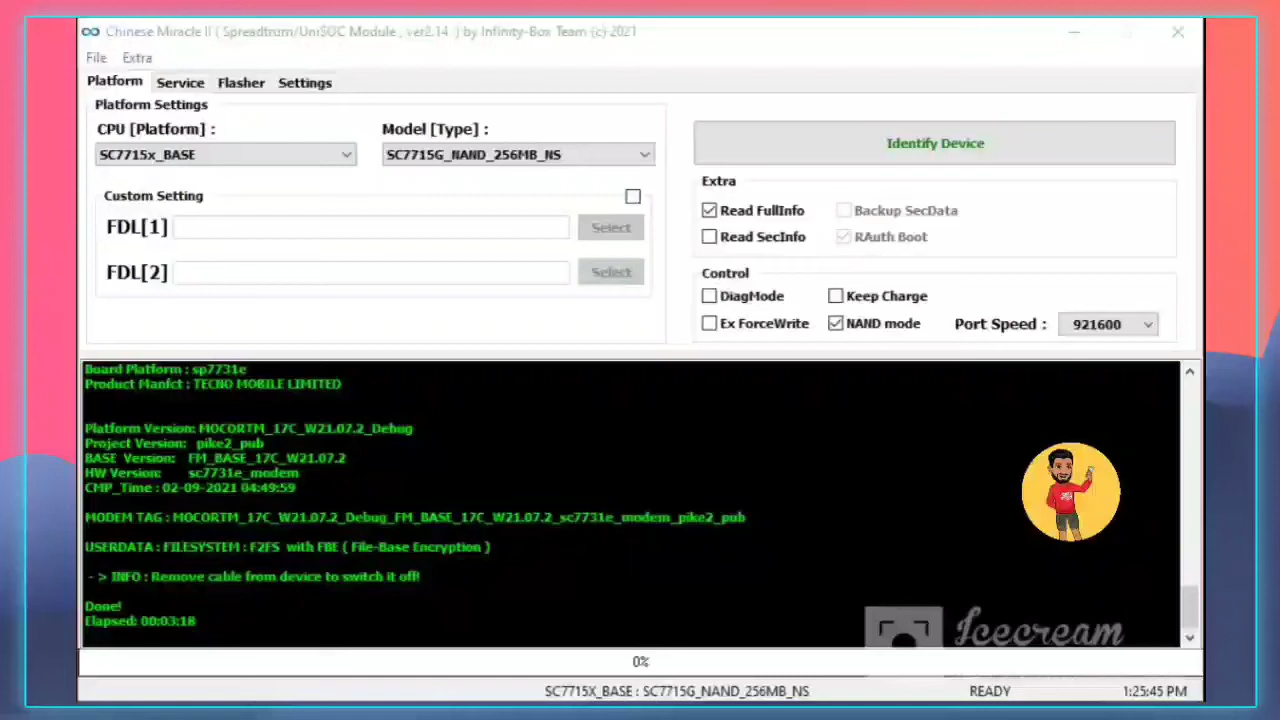 Chinese Miracle II ( Spreadtrum/UniSOC Module , ver2.14 ) by Infinity-Box Team (c) 2021
File Extra
Platform Service Flasher Settings
Platform Settings
CPU [Platform] : Model [Type] :
SC7715x_BASE SC7715G_NAND_256MB_NS
Custom Setting
FDL[1] Select
FDL[2] Select
Identify Device
Extra
Read FullInfo Backup SecData
Read SecInfo RAuth Boot
Control
DiagMode Keep Charge
Ex ForceWrite NAND mode Port Speed : 921600
Board Platform : sp7731e
Product Manfct : TECNO MOBILE LIMITED
Platform Version: MOCORTM_17C_W21.07.2_Debug
Project Version: pike2_pub
BASE Version: FM_BASE_17C_W21.07.2
HW Version: sc7731e_modem
CMP_Time : 02-09-2021 04:49:59
MODEM TAG : MOCORTM_17C_W21.07.2_Debug_FM_BASE_17C_W21.07.2_sc7731e_modem_pike2_pub
USERDATA : FILESYSTEM : F2FS with FBE ( File-Base Encryption )
- > INFO : Remove cable from device to switch it off!
Done!
Elapsed: 00:03:18
Icecream
0%
SC7715X_BASE : SC7715G_NAND_256MB_NS READY 1:25:45 PM